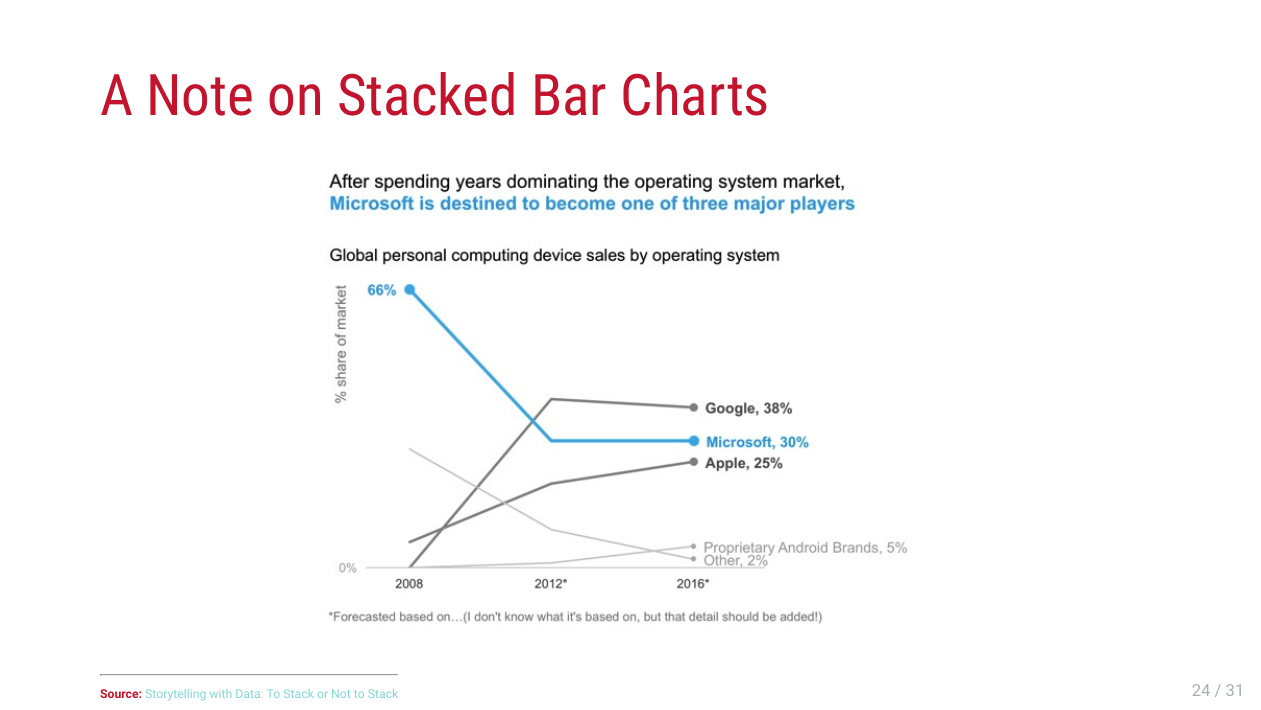 A Note on Stacked Bar Charts
After spending years dominating the operating system market,
Microsoft is destined to become one of three major players
Global personal computing device sales by operating system
% share of market
66%
Google, 38%
Microsoft, 30%
Apple, 25%
Proprietary Android Brands, 5%
Other, 2%
0%
2008
2012*
2016*
*Forecasted based on…(I don't know what it's based on, but that detail should be added!)
Source: Storytelling with Data: To Stack or Not to Stack
24 / 31